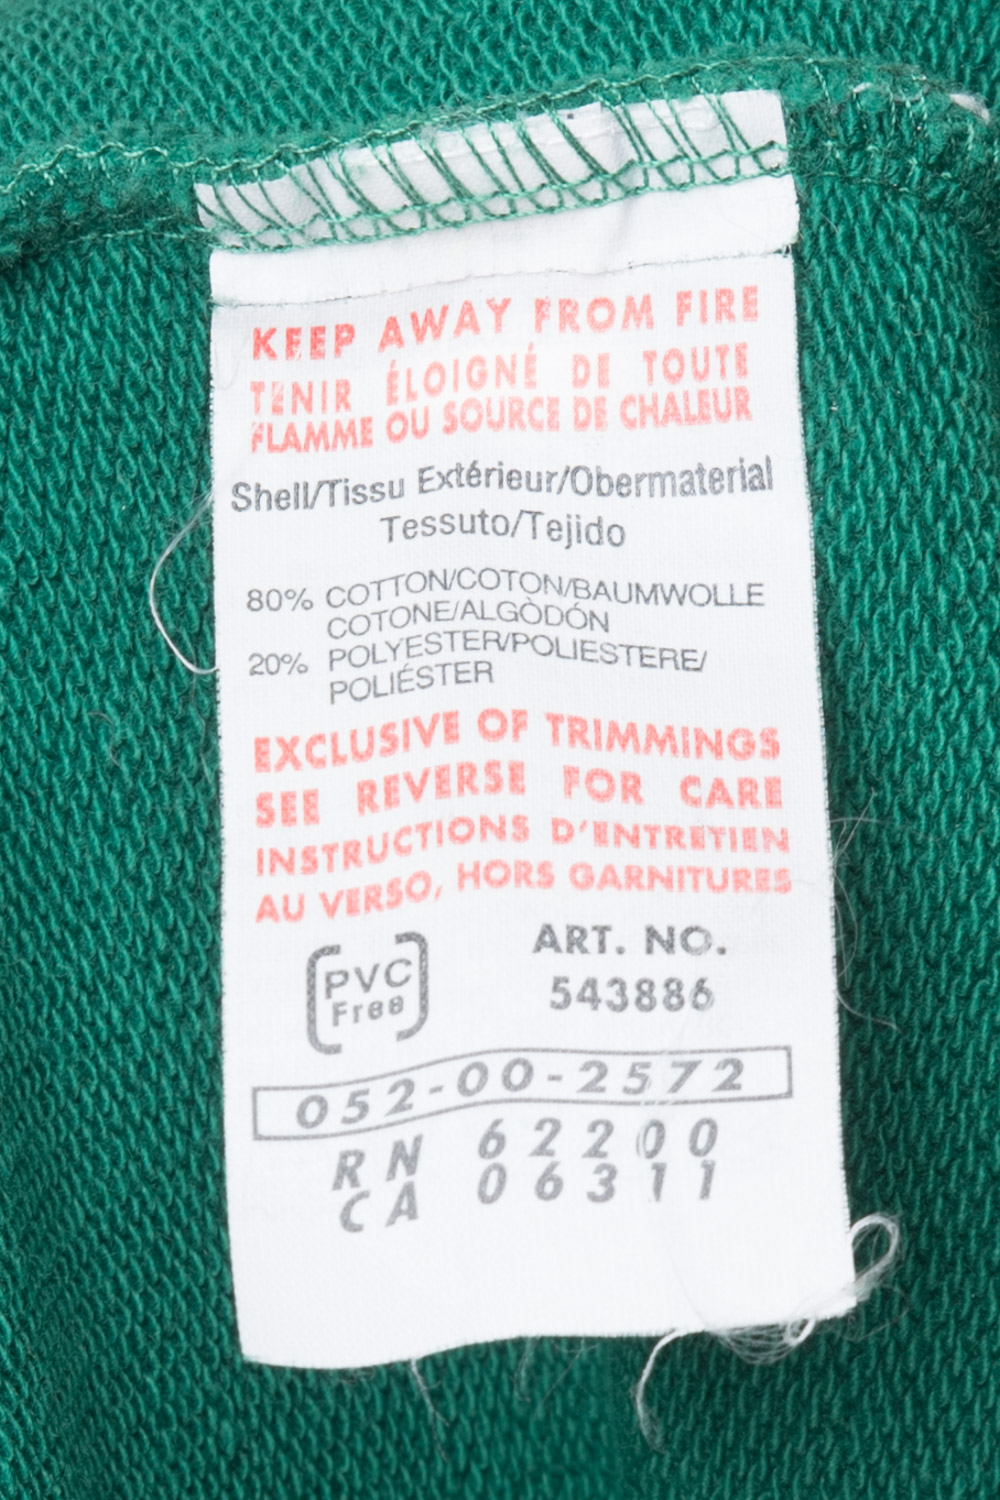 KEEP AWAY FROM FIRE
TENIR ÉLOIGNÉ DE TOUTE
FLAMME OU SOURCE DE CHALEUR
Shell/Tissu Extérieur/Obermaterial
Tessuto/Tejido
80% COTTON/COTON/BAUMWOLLE
COTONE/ALGÒDÓN
20% POLYESTER/POLIESTERE/
POLIÉSTER
EXCLUSIVE OF TRIMMINGS
SEE REVERSE FOR CARE
INSTRUCTIONS D'ENTRETIEN
AU VERSO, HORS GARNITURES
PVC
Free
ART. NO.
543886
052-00-2572
RN 62200
CA 06311